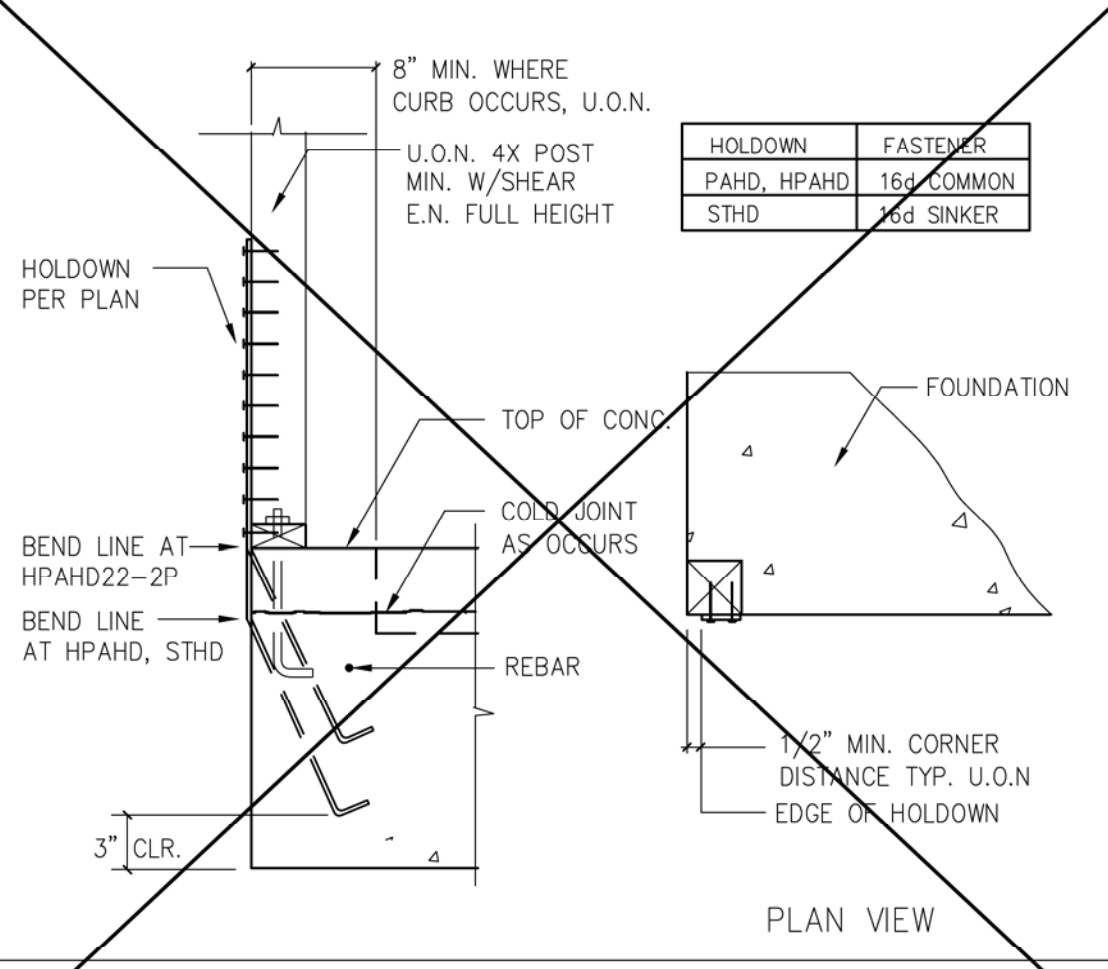 8" MIN. WHERE
CURB OCCURS, U.O.N.
U.O.N. 4X POST
MIN. W/SHEAR
E.N. FULL HEIGHT
HOLDOWN FASTENER
PAHD, HPAHD 16d COMMON
STHD 16d SINKER
HOLDOWN
PER PLAN
FOUNDATION
TOP OF CONC.
COLD JOINT
AS OCCURS
BEND LINE AT
HPAHD22-2P
BEND LINE
AT HPAHD, STHD
REBAR
1/2" MIN. CORNER
DISTANCE TYP. U.O.N
EDGE OF HOLDOWN
3" CLR.
PLAN VIEW